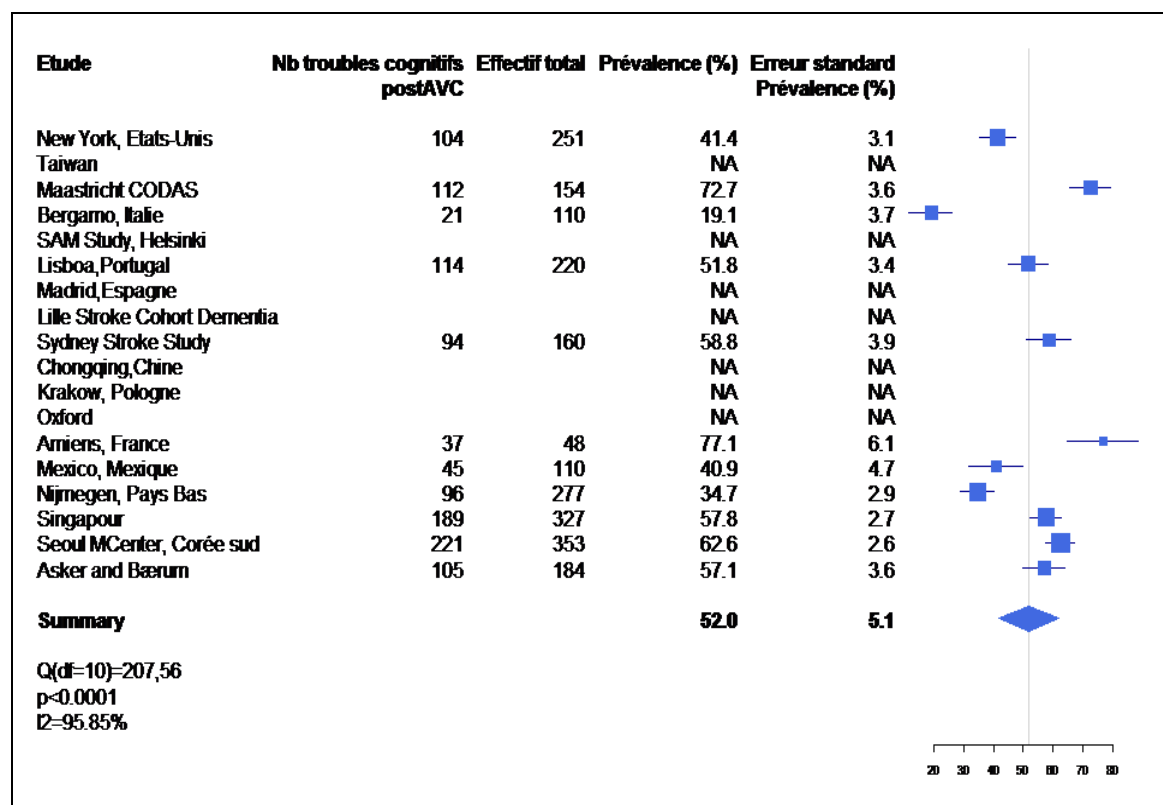 Etude Nb troubles cognitifs Effectif total Prévalence (%) Erreur standard
postAVC Prévalence (%)
New York, Etats-Unis 104 251 41.4 3.1
Taiwan NA NA
Maastricht CODAS 112 154 72.7 3.6
Bergamo, Italie 21 110 19.1 3.7
SAM Study, Helsinki NA NA
Lisboa,Portugal 114 220 51.8 3.4
Madrid,Espagne NA NA
Lille Stroke Cohort Dementia NA NA
Sydney Stroke Study 94 160 58.8 3.9
Chongqing,Chine NA NA
Krakow, Pologne NA NA
Oxford NA NA
Amiens, France 37 48 77.1 6.1
Mexico, Mexique 45 110 40.9 4.7
Nijmegen, Pays Bas 96 277 34.7 2.9
Singapour 189 327 57.8 2.7
Seoul MCenter, Corée sud 221 353 62.6 2.6
Asker and Bærum 105 184 57.1 3.6
Summary 52.0 5.1
Q(df=10)=207,56
p<0.0001
I2=95.85%
20 30 40 50 60 70 80